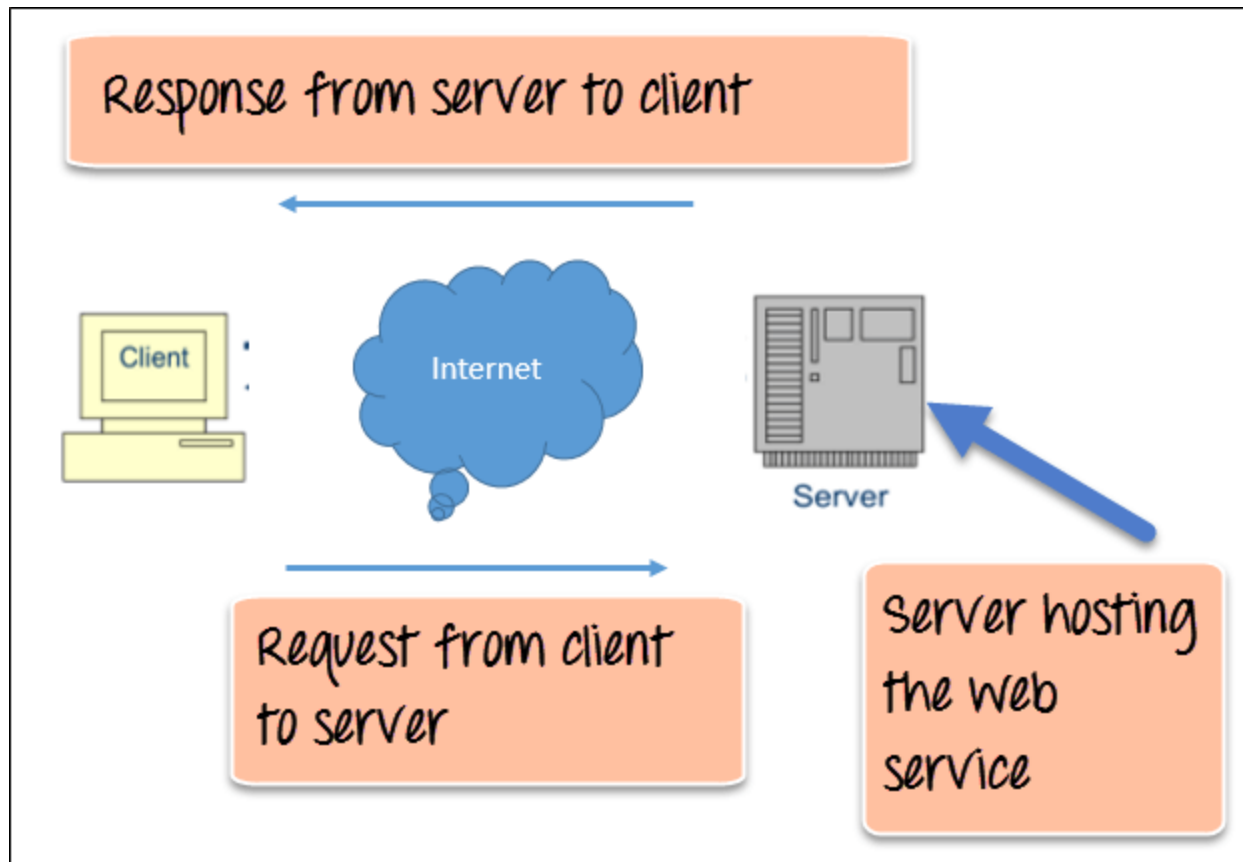 Response from server to client
Client
Internet
Server
Request from client
to server
Server hosting
the web
service